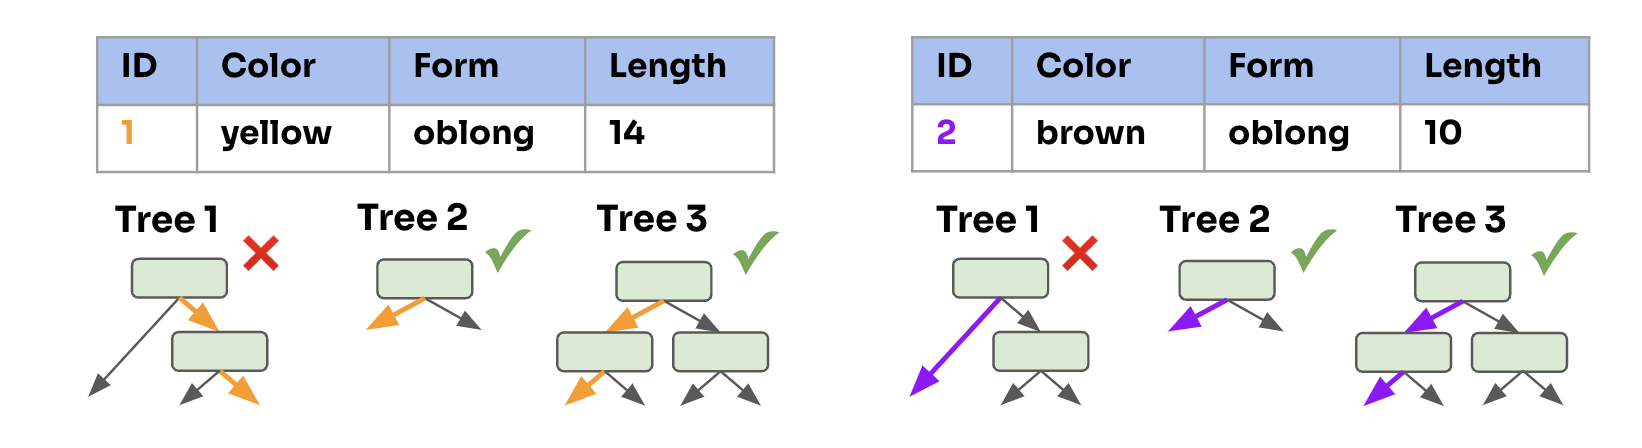 ID Color Form Length
1 yellow oblong 14
Tree 1 Tree 2 Tree 3
ID Color Form Length
2 brown oblong 10
Tree 1 Tree 2 Tree 3